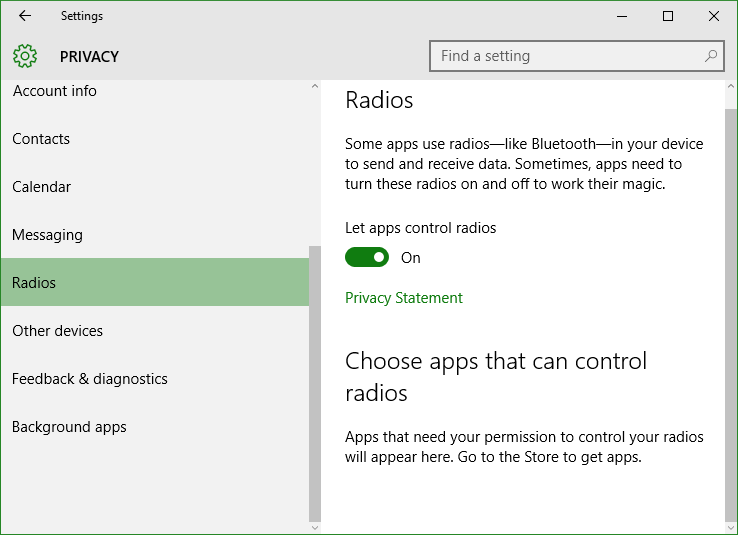 Settings
PRIVACY
Find a setting
Account info
Contacts
Calendar
Messaging
Radios
Other devices
Feedback & diagnostics
Background apps
Radios
Some apps use radios—like Bluetooth—in your device
to send and receive data. Sometimes, apps need to
turn these radios on and off to work their magic.
Let apps control radios
On
Privacy Statement
Choose apps that can control
radios
Apps that need your permission to control your radios
will appear here. Go to the Store to get apps.